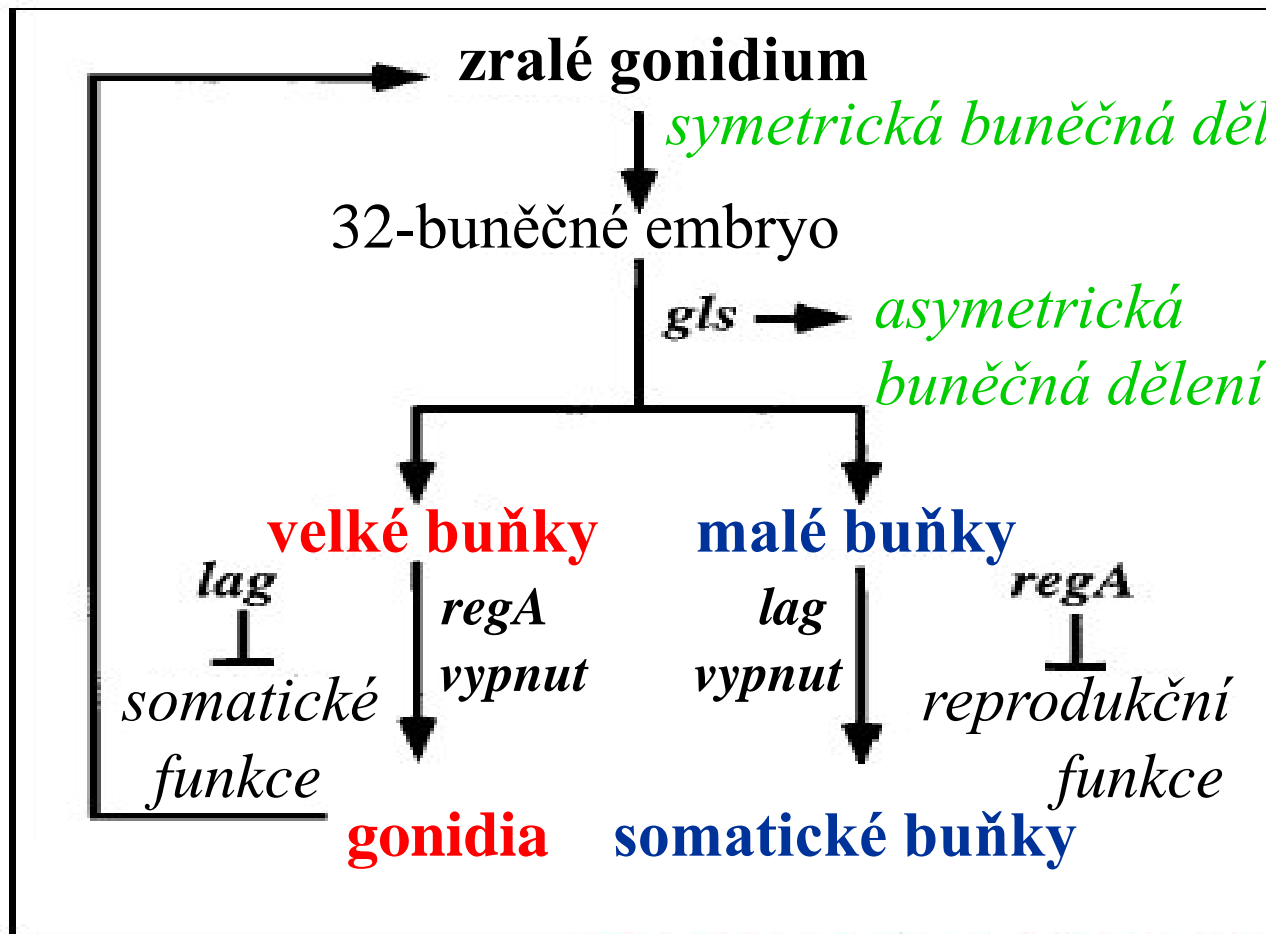 zralé gonidium
symetrická buněčná děl
32-buněčné embryo
gls
asymetrická
buněčná dělení
velké buňky
malé buňky
lag
regA
vypnut
lag
vypnut
regA
somatické
funkce
reprodukční
funkce
gonidia
somatické buňky